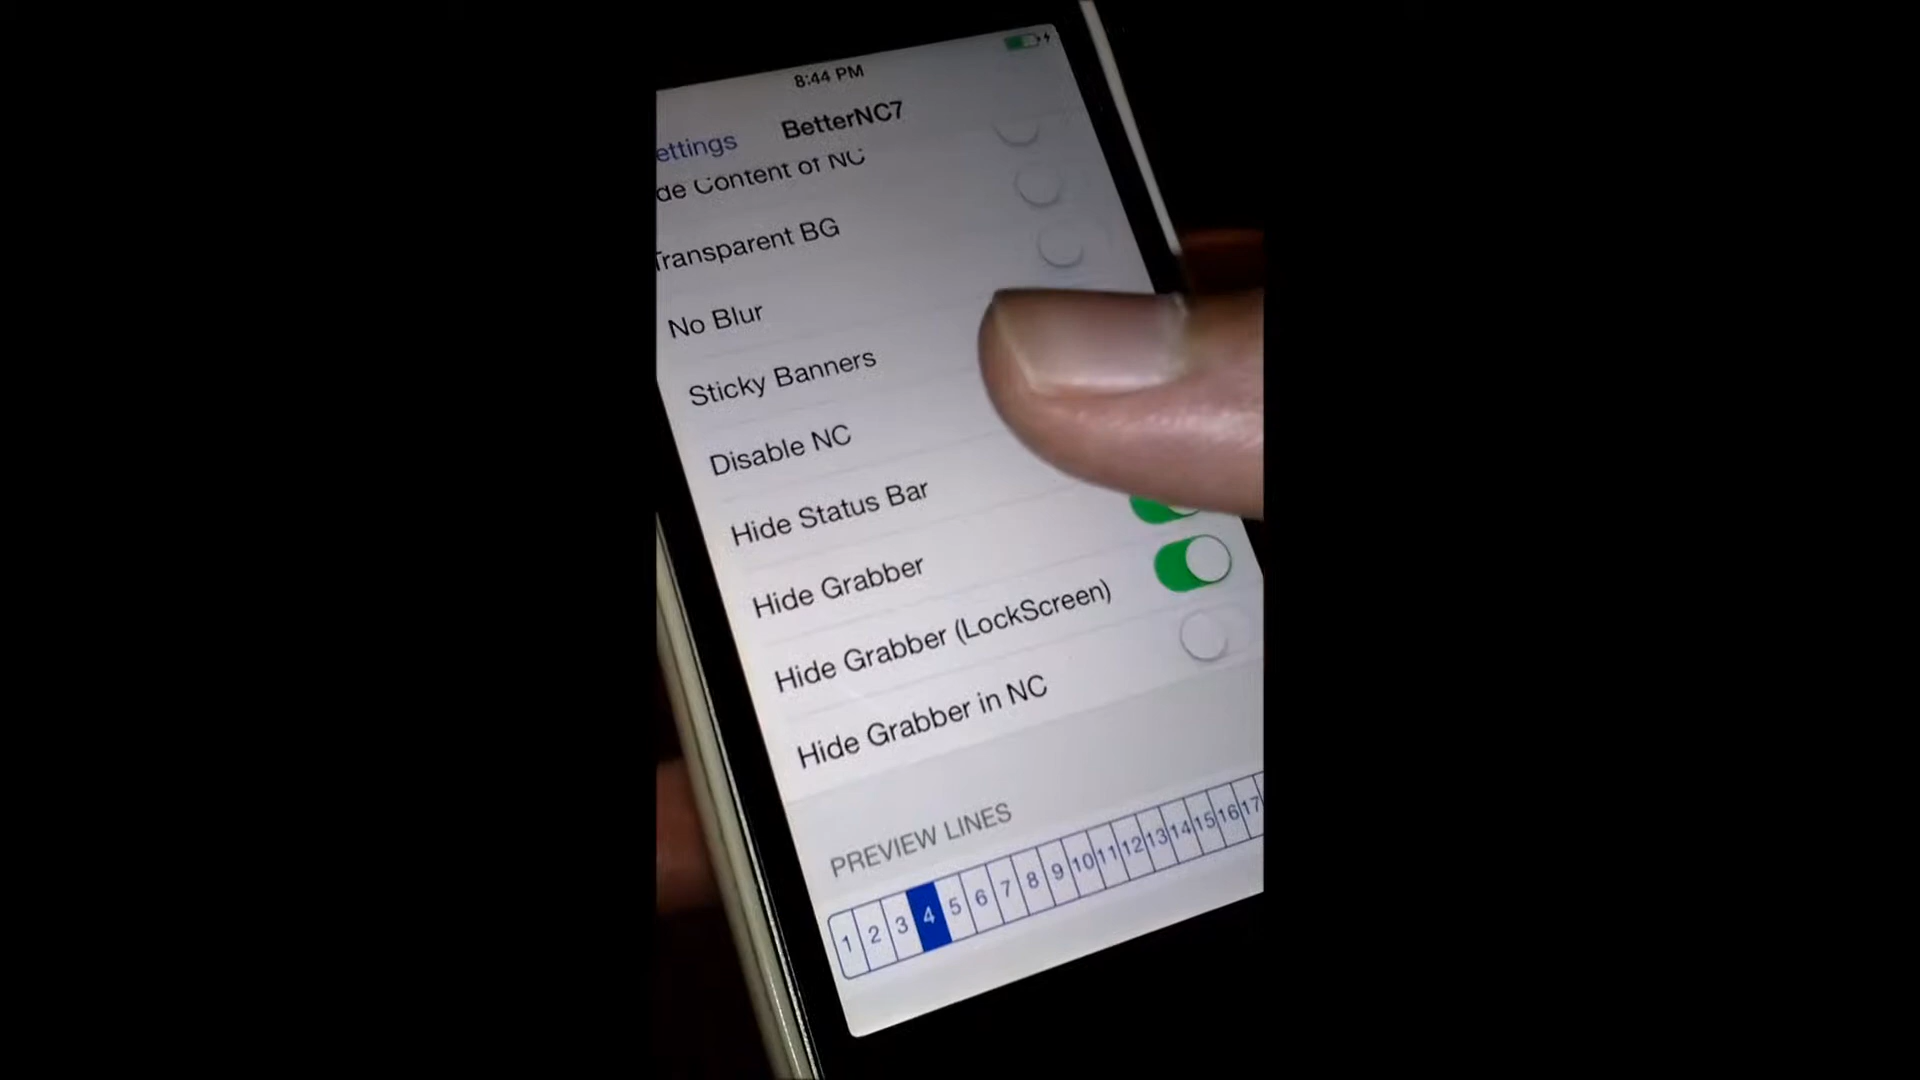 8:44 PM
ettings BetterNC7
de Content of NC
Transparent BG
No Blur
Sticky Banners
Disable NC
Hide Status Bar
Hide Grabber
Hide Grabber (LockScreen)
Hide Grabber in NC
PREVIEW LINES
1 2 3 4 5 6 7 8 9 10 11 12 13 14 15 16 17